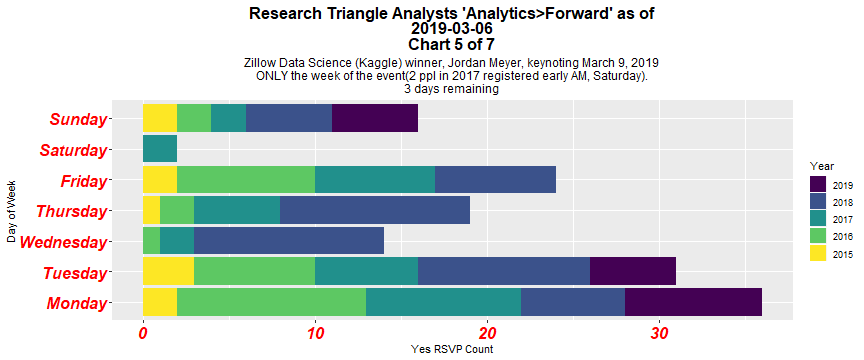 Research Triangle Analysts 'Analytics>Forward' as of
2019-03-06
Chart 5 of 7
Zillow Data Science (Kaggle) winner, Jordan Meyer, keynoting March 9, 2019
ONLY the week of the event(2 ppl in 2017 registered early AM, Saturday).
3 days remaining
Day of Week
Sunday
Saturday
Friday
Thursday
Wednesday
Tuesday
Monday
0 10 20 30
Yes RSVP Count
Year
2019
2018
2017
2016
2015